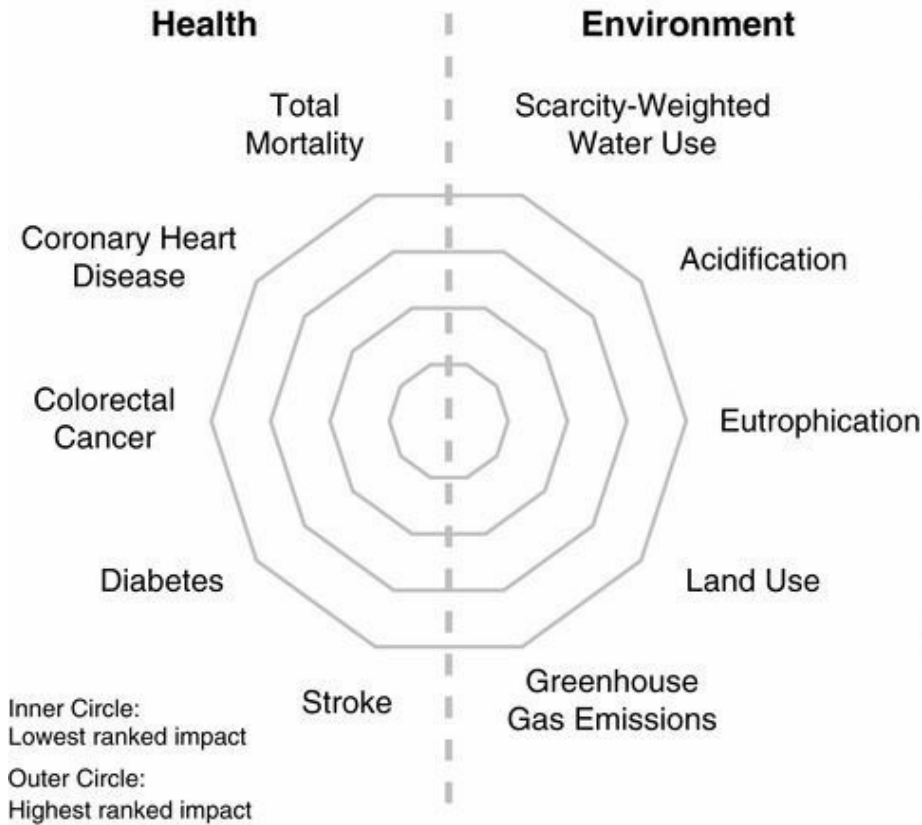 Health
Environment
Total
Mortality
Scarcity-Weighted
Water Use
Coronary Heart
Disease
Acidification
Colorectal
Cancer
Eutrophication
Diabetes
Land Use
Stroke
Greenhouse
Gas Emissions
Inner Circle:
Lowest ranked impact
Outer Circle:
Highest ranked impact